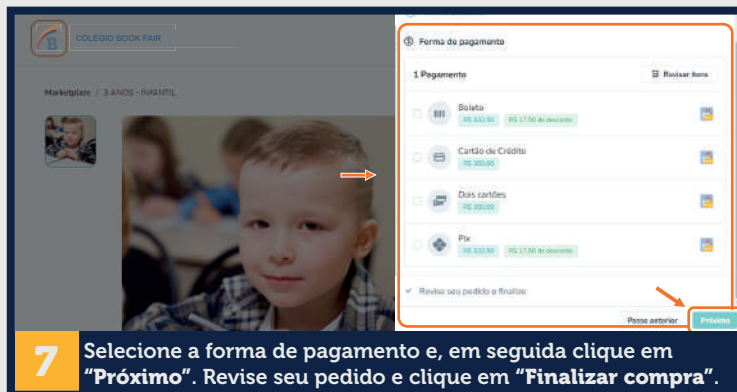 COLÉGIO BOOK FAIR
Marketplace / 3 ANOS - INFANTIL
Forma de pagamento
1 Pagamento
Revisar itens
Boleto
R$ 332,50 R$ 17,50 de desconto
Cartão de Crédito
R$ 350,00
Dois cartões
R$ 350,00
Pix
R$ 332,50 R$ 17,50 de desconto
Revise seu pedido e finalize
Passo anterior Próximo
7 Selecione a forma de pagamento e, em seguida clique em
“Próximo”. Revise seu pedido e clique em “Finalizar compra”.